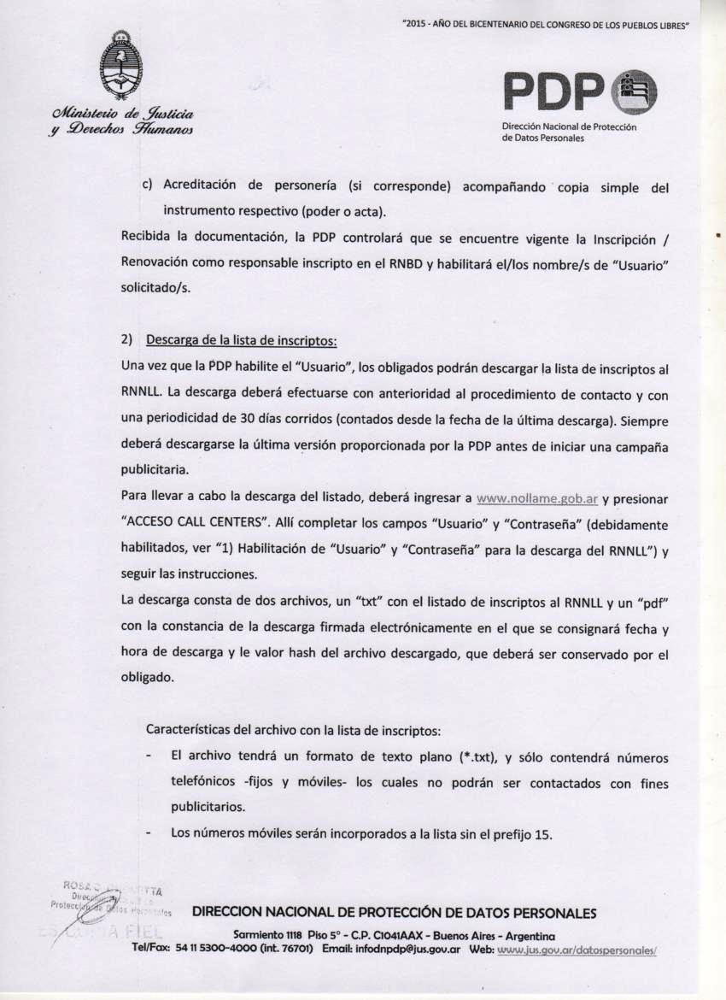 "2015 - AÑO DEL BICENTENARIO DEL CONGRESO DE LOS PUEBLOS LIBRES"
Ministerio de Justicia
y Derechos Humanos
PDP
Dirección Nacional de Protección
de Datos Personales
c) Acreditación de personería (si corresponde) acompañando copia simple del
instrumento respectivo (poder o acta).
Recibida la documentación, la PDP controlará que se encuentre vigente la Inscripción /
Renovación como responsable inscripto en el RNBD y habilitará el/los nombre/s de “Usuario”
solicitado/s.
2) Descarga de la lista de inscriptos:
Una vez que la PDP habilite el “Usuario”, los obligados podrán descargar la lista de inscriptos al
RNNLL. La descarga deberá efectuarse con anterioridad al procedimiento de contacto y con
una periodicidad de 30 días corridos (contados desde la fecha de la última descarga). Siempre
deberá descargarse la última versión proporcionada por la PDP antes de iniciar una campaña
publicitaria.
Para llevar a cabo la descarga del listado, deberá ingresar a www.nollame.gob.ar y presionar
“ACCESO CALL CENTERS”. Allí completar los campos “Usuario” y “Contraseña” (debidamente
habilitados, ver “1) Habilitación de “Usuario” y “Contraseña” para la descarga del RNNLL”) y
seguir las instrucciones.
La descarga consta de dos archivos, un “txt” con el listado de inscriptos al RNNLL y un “pdf”
con la constancia de la descarga firmada electrónicamente en el que se consignará fecha y
hora de descarga y le valor hash del archivo descargado, que deberá ser conservado por el
obligado.
Características del archivo con la lista de inscriptos:
- El archivo tendrá un formato de texto plano (*.txt), y sólo contendrá números
telefónicos -fijos y móviles- los cuales no podrán ser contactados con fines
publicitarios.
- Los números móviles serán incorporados a la lista sin el prefijo 15.
Protección de Datos Personales
ES COPIA FIEL
DIRECCION NACIONAL DE PROTECCIÓN DE DATOS PERSONALES
Sarmiento 1118 Piso 5° - C.P. C1041AAX - Buenos Aires - Argentina
Tel/Fax: 54 11 5300-4000 (int. 76701) Email: infodnpdp@jus.gov.ar Web: www.jus.gov.ar/datospersonales/